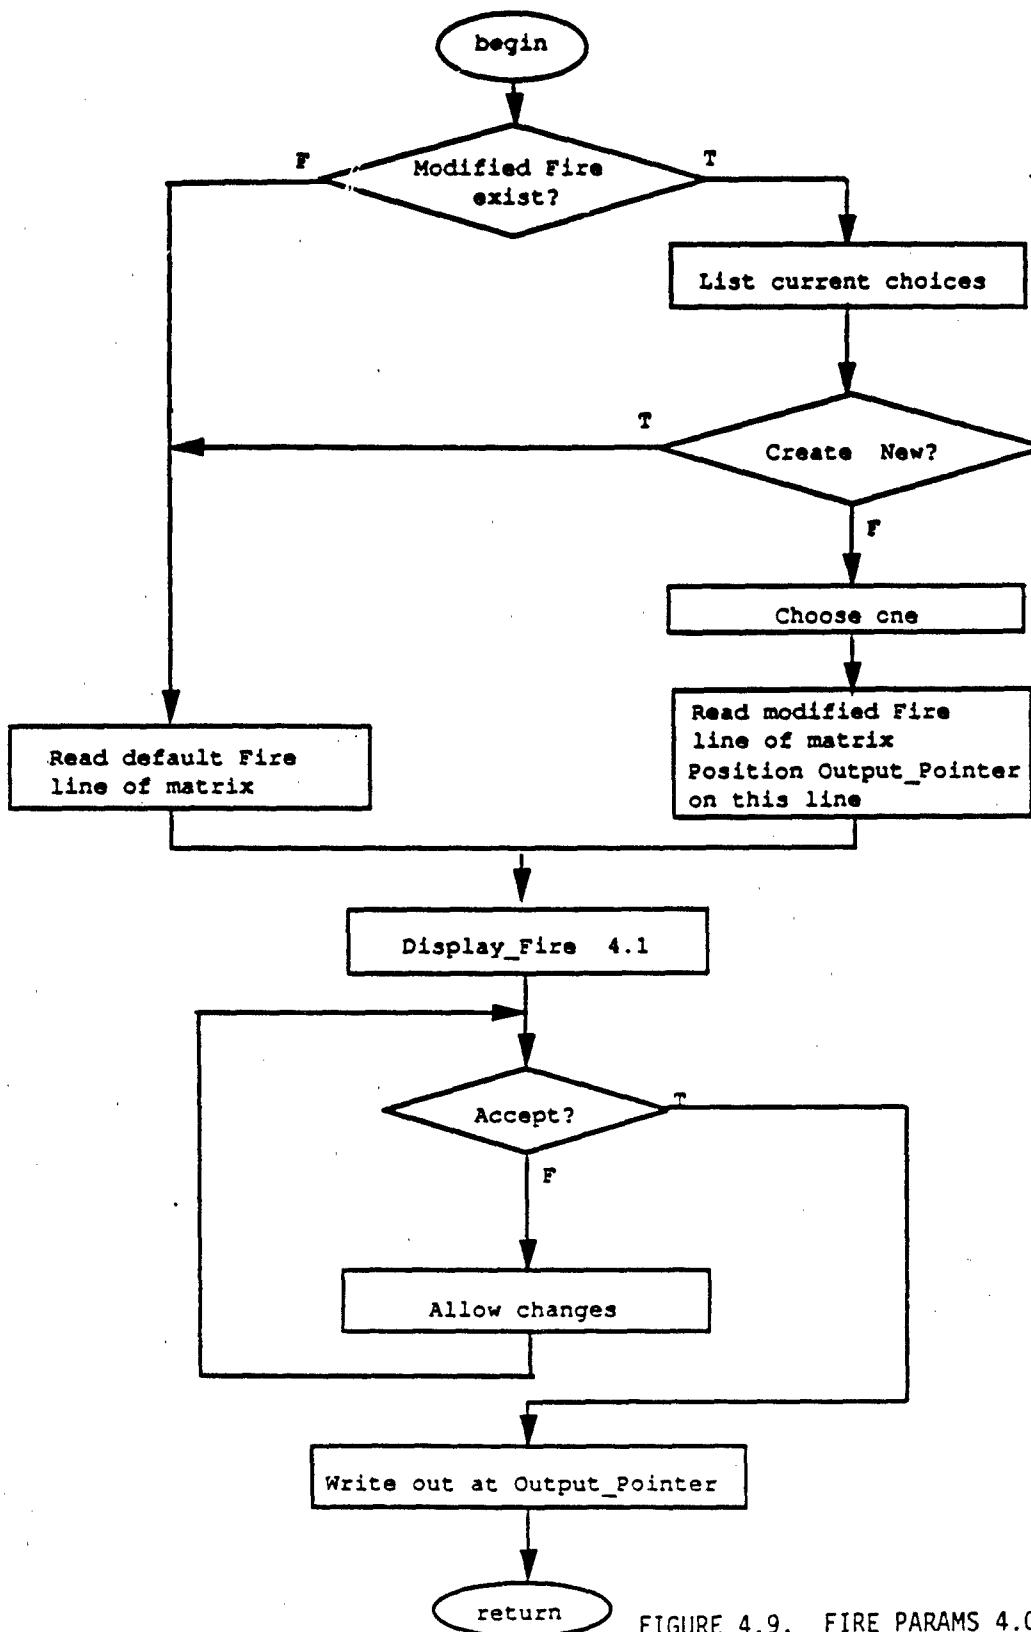 begin
F
T
Modified Fire
exist?
List current choices
T
Create New?
F
Choose cne
Read modified Fire
line of matrix
Position Output_Pointer
on this line
Read default Fire
line of matrix
Display_Fire 4.1
T
Accept?
F
Allow changes
Write out at Output_Pointer
return
FIGURE 4.9. FIRE PARAMS 4.0